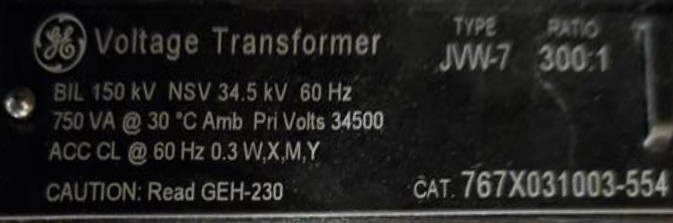 GE Voltage Transformer
TYPE RATIO
JVW-7 300:1
BIL 150 kV NSV 34.5 kV 60 Hz
750 VA @ 30 °C Amb Pri Volts 34500
ACC CL @ 60 Hz 0.3 W,X,M,Y
CAUTION: Read GEH-230
CAT. 767X031003-554